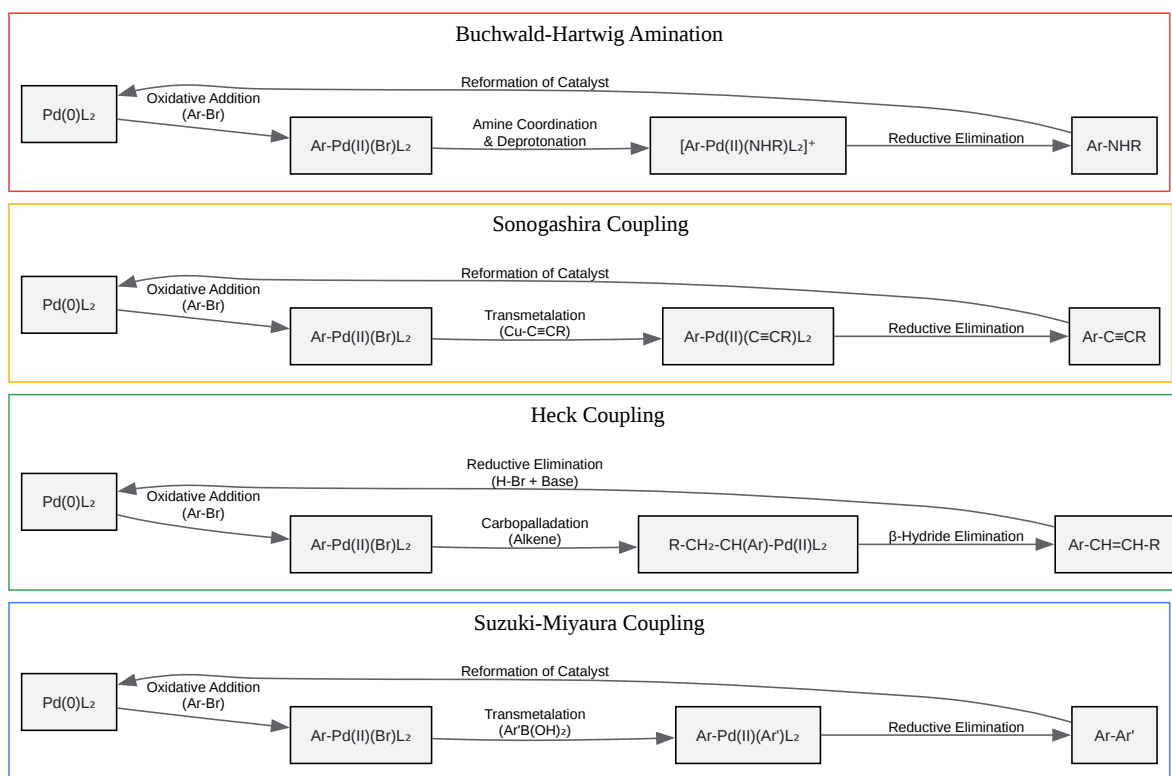 Buchwald-Hartwig Amination
Reformation of Catalyst
Pd(0)L₂
Oxidative Addition
(Ar-Br)
Ar-Pd(II)(Br)L₂
Amine Coordination
& Deprotonation
[Ar-Pd(II)(NHR)L₂]⁺
Reductive Elimination
Ar-NHR
Sonogashira Coupling
Reformation of Catalyst
Pd(0)L₂
Oxidative Addition
(Ar-Br)
Ar-Pd(II)(Br)L₂
Transmetalation
(Cu-C≡CR)
Ar-Pd(II)(C≡CR)L₂
Reductive Elimination
Ar-C≡CR
Heck Coupling
Reductive Elimination
(H-Br + Base)
Pd(0)L₂
Oxidative Addition
(Ar-Br)
Ar-Pd(II)(Br)L₂
Carbopalladation
(Alkene)
R-CH₂-CH(Ar)-Pd(II)L₂
β-Hydride Elimination
Ar-CH=CH-R
Suzuki-Miyaura Coupling
Reformation of Catalyst
Pd(0)L₂
Oxidative Addition
(Ar-Br)
Ar-Pd(II)(Br)L₂
Transmetalation
(Ar'B(OH)₂)
Ar-Pd(II)(Ar')L₂
Reductive Elimination
Ar-Ar'